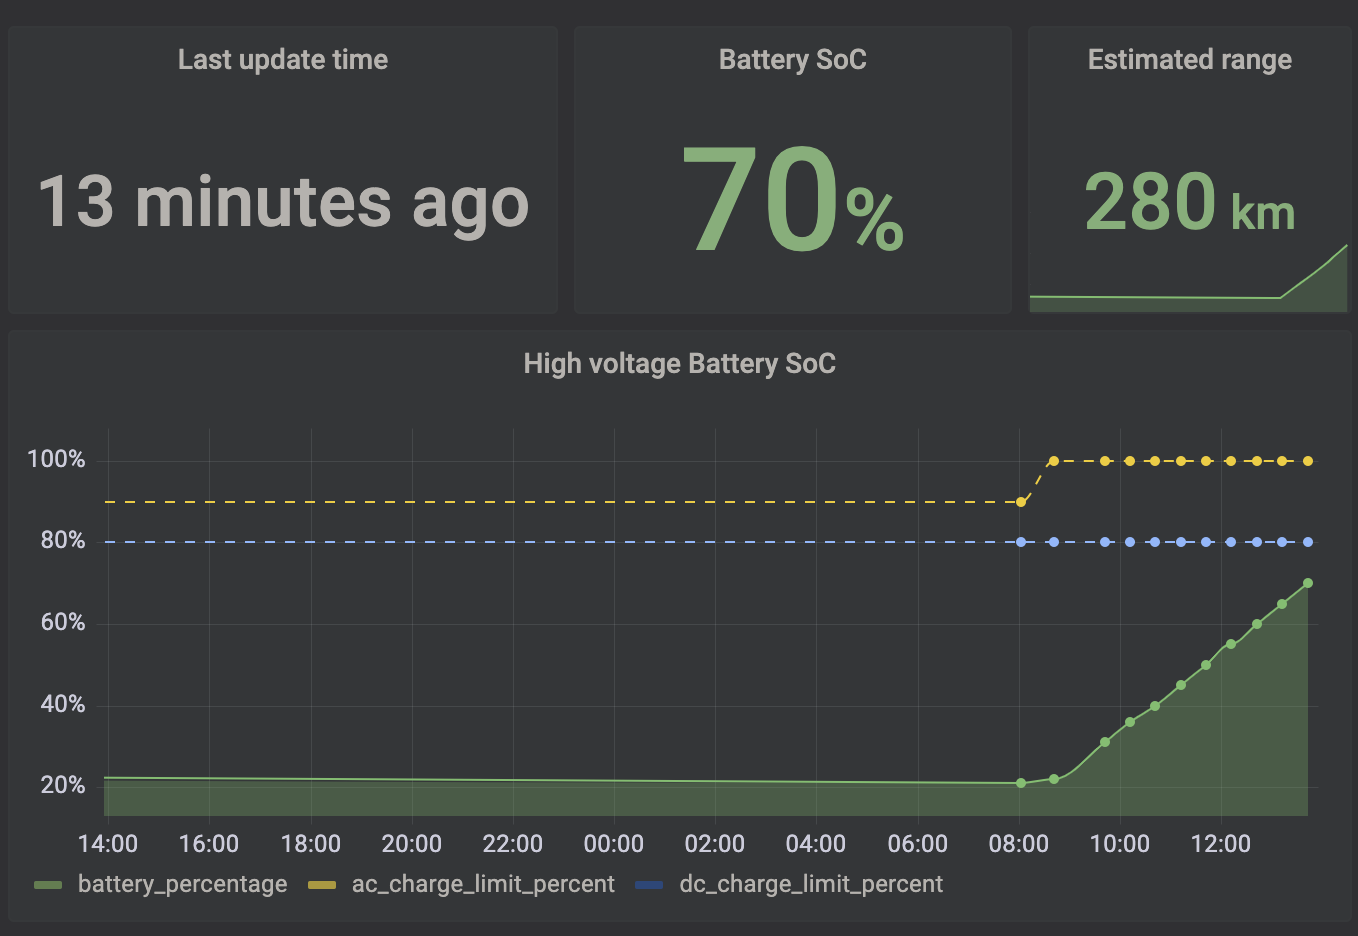 Last update time
13 minutes ago
Battery SoC
70%
Estimated range
280 km
High voltage Battery SoC
100%
80%
60%
40%
20%
14:00 16:00 18:00 20:00 22:00 00:00 02:00 04:00 06:00 08:00 10:00 12:00
battery_percentage ac_charge_limit_percent dc_charge_limit_percent